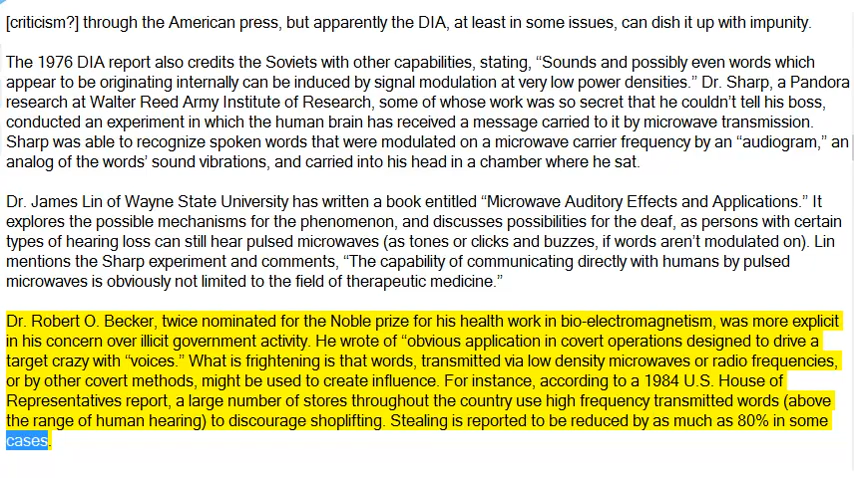 [criticism?] through the American press, but apparently the DIA, at least in some issues, can dish it up with impunity.
The 1976 DIA report also credits the Soviets with other capabilities, stating, “Sounds and possibly even words which
appear to be originating internally can be induced by signal modulation at very low power densities.” Dr. Sharp, a Pandora
research at Walter Reed Army Institute of Research, some of whose work was so secret that he couldn’t tell his boss,
conducted an experiment in which the human brain has received a message carried to it by microwave transmission.
Sharp was able to recognize spoken words that were modulated on a microwave carrier frequency by an “audiogram,” an
analog of the words’ sound vibrations, and carried into his head in a chamber where he sat.
Dr. James Lin of Wayne State University has written a book entitled “Microwave Auditory Effects and Applications.” It
explores the possible mechanisms for the phenomenon, and discusses possibilities for the deaf, as persons with certain
types of hearing loss can still hear pulsed microwaves (as tones or clicks and buzzes, if words aren’t modulated on). Lin
mentions the Sharp experiment and comments, “The capability of communicating directly with humans by pulsed
microwaves is obviously not limited to the field of therapeutic medicine.”
Dr. Robert O. Becker, twice nominated for the Noble prize for his health work in bio-electromagnetism, was more explicit
in his concern over illicit government activity. He wrote of “obvious application in covert operations designed to drive a
target crazy with “voices.” What is frightening is that words, transmitted via low density microwaves or radio frequencies,
or by other covert methods, might be used to create influence. For instance, according to a 1984 U.S. House of
Representatives report, a large number of stores throughout the country use high frequency transmitted words (above
the range of human hearing) to discourage shoplifting. Stealing is reported to be reduced by as much as 80% in some
cases.